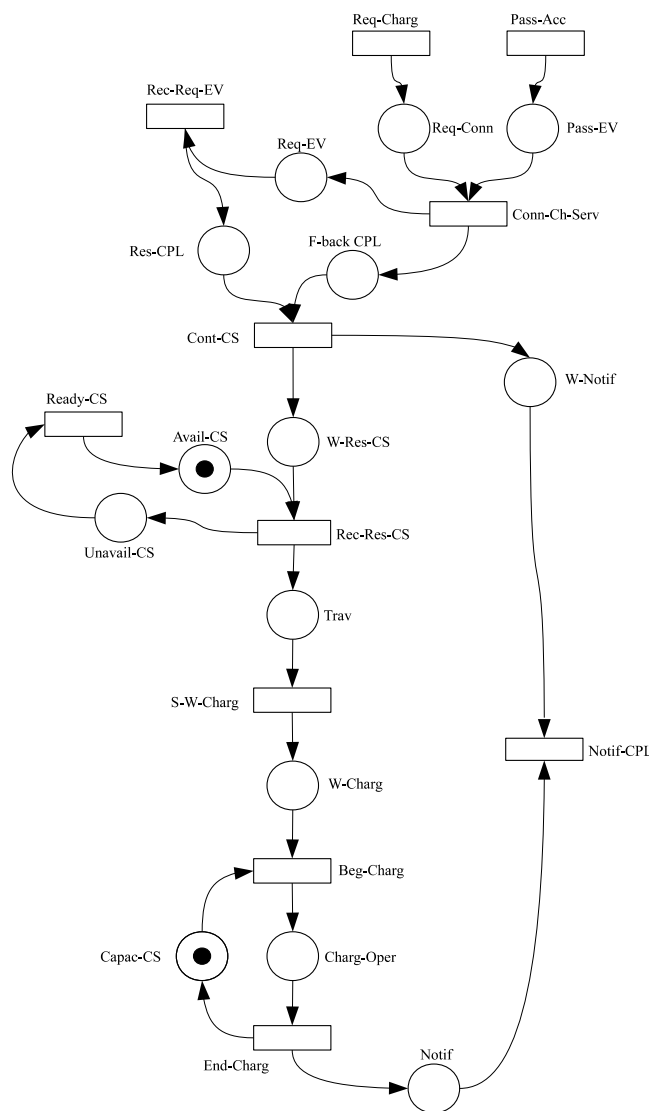 Req-Charg
Pass-Acc
Rec-Req-EV
Req-Conn
Pass-EV
Req-EV
Conn-Ch-Serv
Res-CPL
F-back CPL
Cont-CS
W-Notif
Ready-CS
Avail-CS
W-Res-CS
Unavail-CS
Rec-Res-CS
Trav
S-W-Charg
Notif-CPL
W-Charg
Beg-Charg
Capac-CS
Charg-Oper
End-Charg
Notif